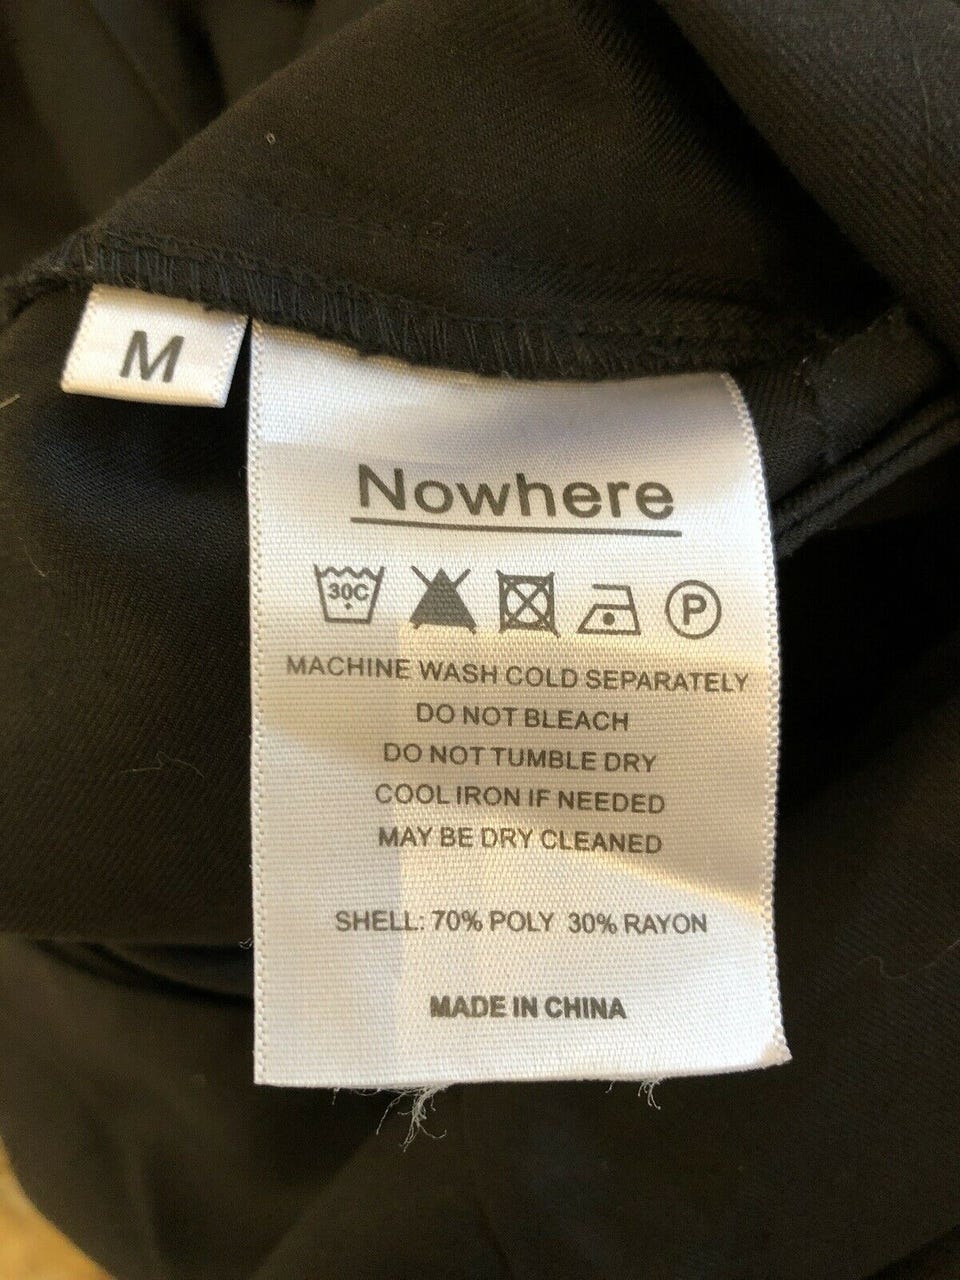 M
Nowhere
30C
P
MACHINE WASH COLD SEPARATELY
DO NOT BLEACH
DO NOT TUMBLE DRY
COOL IRON IF NEEDED
MAY BE DRY CLEANED
SHELL: 70% POLY 30% RAYON
MADE IN CHINA